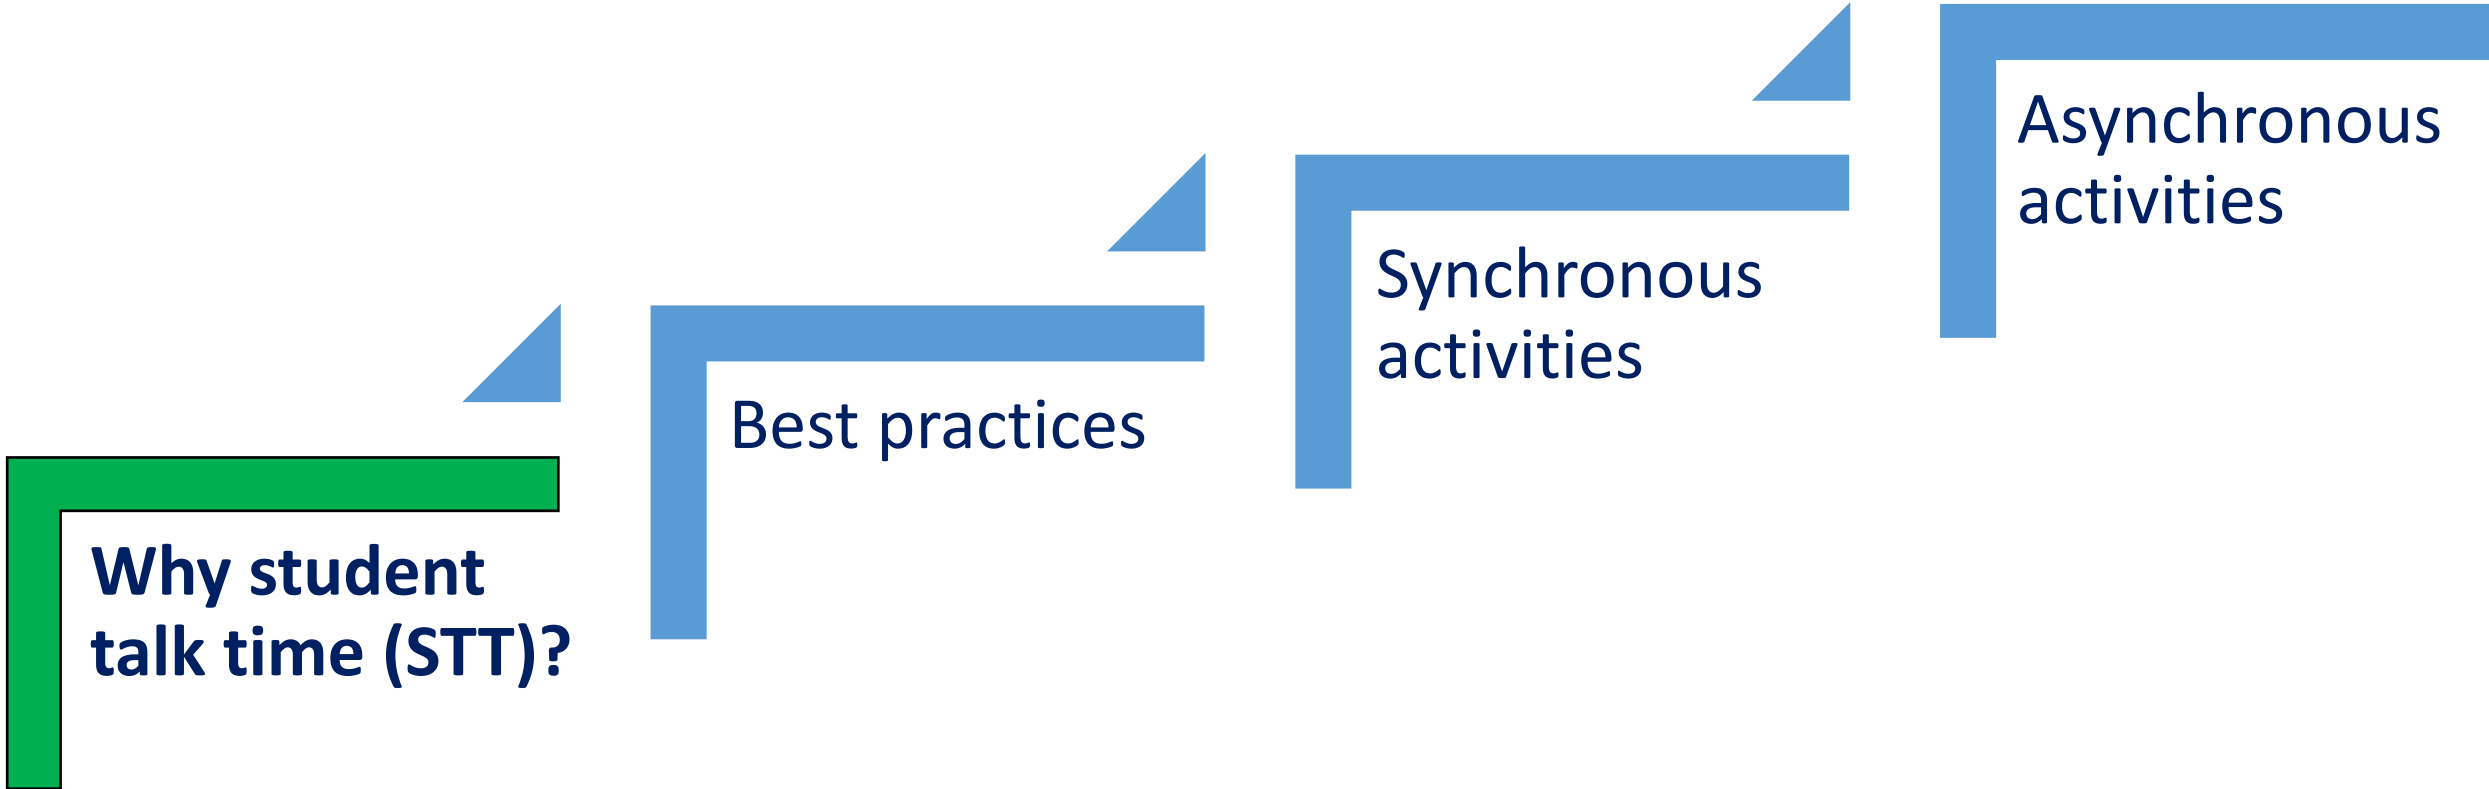 Why student
talk time (STT)?
Best practices
Synchronous
activities
Asynchronous
activities